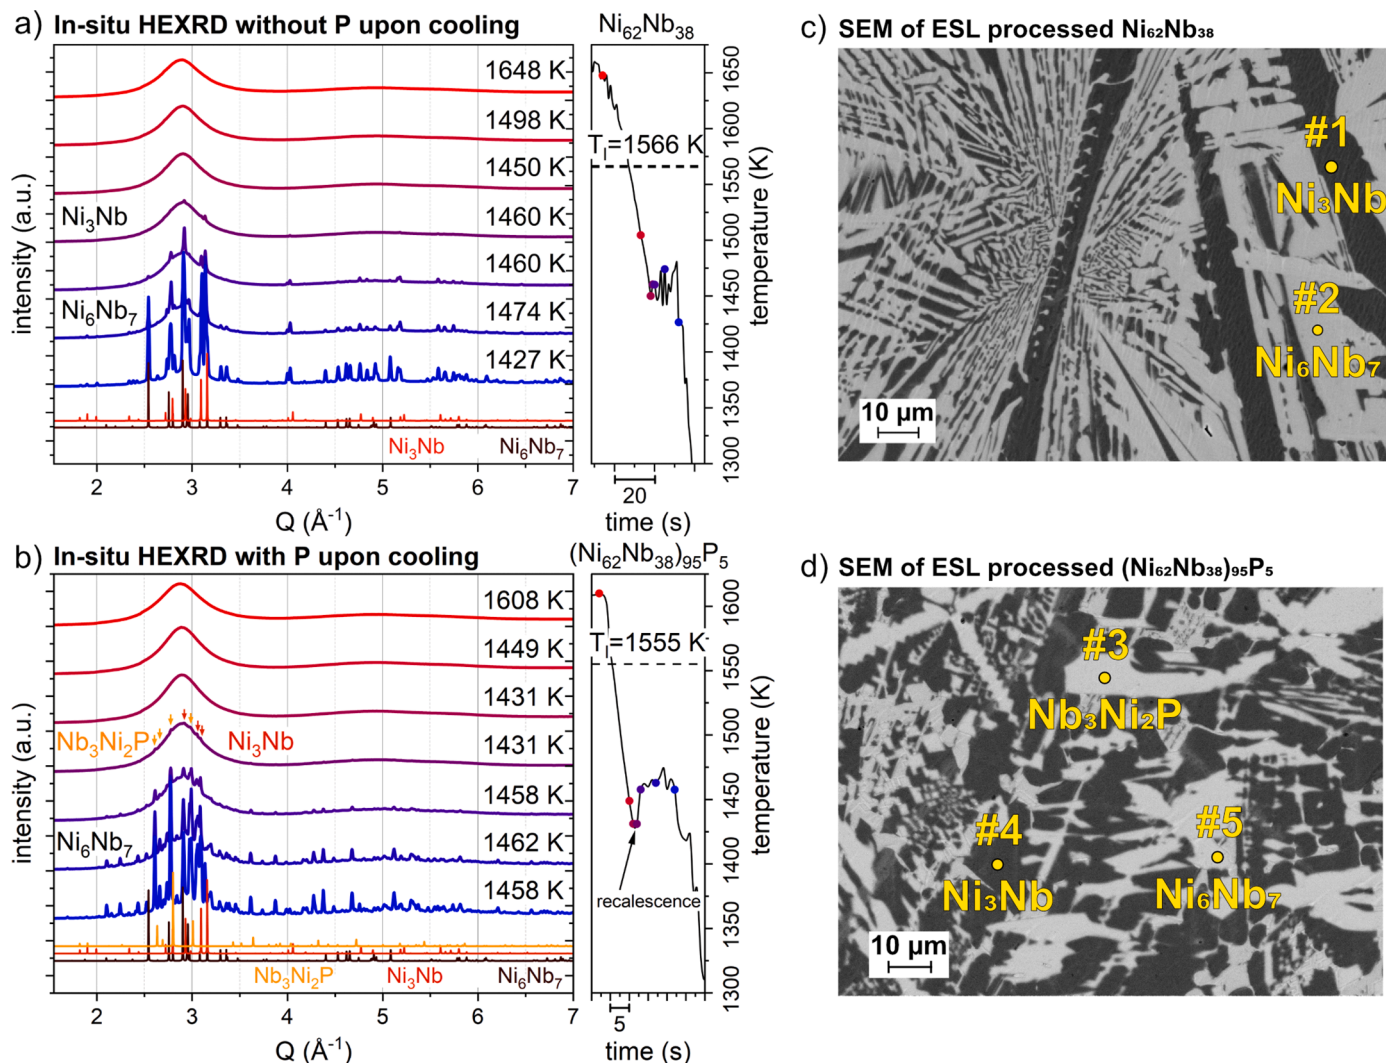 a) In-situ HEXRD without P upon cooling
intensity (a.u.)
1648 K
1498 K
1450 K
Ni₃Nb
1460 K
1460 K
Ni₆Nb₇
1474 K
1427 K
Ni₃Nb
Ni₆Nb₇
2 3 4 5 6 7
Q (Å⁻¹)
Ni₆₂Nb₃₈
Tₗ=1566 K
1650
1600
1550
1500
1450
1400
1350
1300
temperature (K)
20
time (s)
c) SEM of ESL processed Ni₆₂Nb₃₈
#1
Ni₃Nb
#2
Ni₆Nb₇
10 µm
b) In-situ HEXRD with P upon cooling
intensity (a.u.)
1608 K
1449 K
1431 K
Nb₃Ni₂P
Ni₃Nb
1431 K
1458 K
Ni₆Nb₇
1462 K
1458 K
Nb₃Ni₂P
Ni₃Nb
Ni₆Nb₇
2 3 4 5 6 7
Q (Å⁻¹)
(Ni₆₂Nb₃₈)₉₅P₅
Tₗ=1555 K
recalescence
1600
1550
1500
1450
1400
1350
1300
temperature (K)
5
time (s)
d) SEM of ESL processed (Ni₆₂Nb₃₈)₉₅P₅
#3
Nb₃Ni₂P
#4
Ni₃Nb
#5
Ni₆Nb₇
10 µm